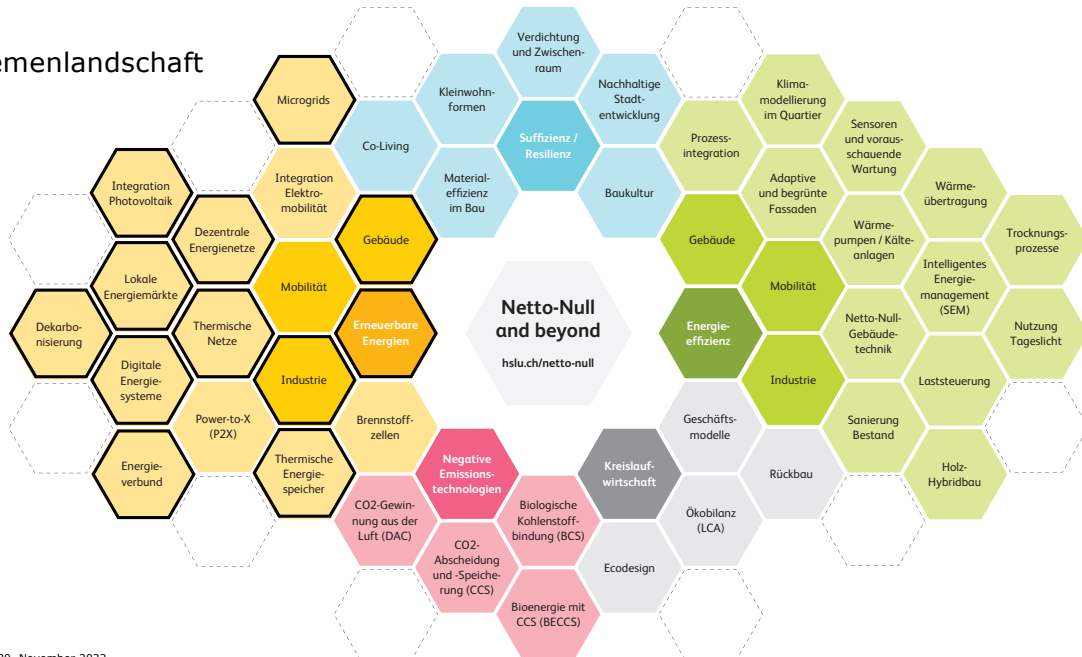 emenlandschaft
Microgrids
Integration
Photovoltaik
Dezentrale
Energienetze
Integration
Elektro-
mobilität
Gebäude
Lokale
Energiemärkte
Mobilität
Dekarbo-
nisierung
Thermische
Netze
Erneuerbare
Energien
Digitale
Energie-
systeme
Industrie
Power-to-X
(P2X)
Brennstoff-
zellen
Energie-
verbund
Thermische
Energie-
speicher
Co-Living
Kleinwohn-
formen
Verdichtung
und Zwischen-
raum
Nachhaltige
Stadt-
entwicklung
Suffizienz /
Resilienz
Material-
effizienz
im Bau
Baukultur
Netto-Null
and beyond
hslu.ch/netto-null
Prozess-
integration
Klima-
modellierung
im Quartier
Sensoren
und voraus-
schauende
Wartung
Adaptive
und begrünte
Fassaden
Wärme-
übertragung
Gebäude
Wärme-
pumpen / Kälte-
anlagen
Trocknungs-
prozesse
Mobilität
Intelligentes
Energie-
management
(SEM)
Energie-
effizienz
Netto-Null-
Gebäude-
technik
Nutzung
Tageslicht
Industrie
Laststeuerung
Sanierung
Bestand
Holz-
Hybridbau
Negative
Emissions-
technologien
CO2-Gewin-
nung aus der
Luft (DAC)
Biologische
Kohlenstoff-
bindung (BCS)
CO2-
Abscheidung
und -Speiche-
rung (CCS)
Bioenergie mit
CCS (BECCS)
Kreislauf-
wirtschaft
Geschäfts-
modelle
Rückbau
Ökobilanz
(LCA)
Ecodesign